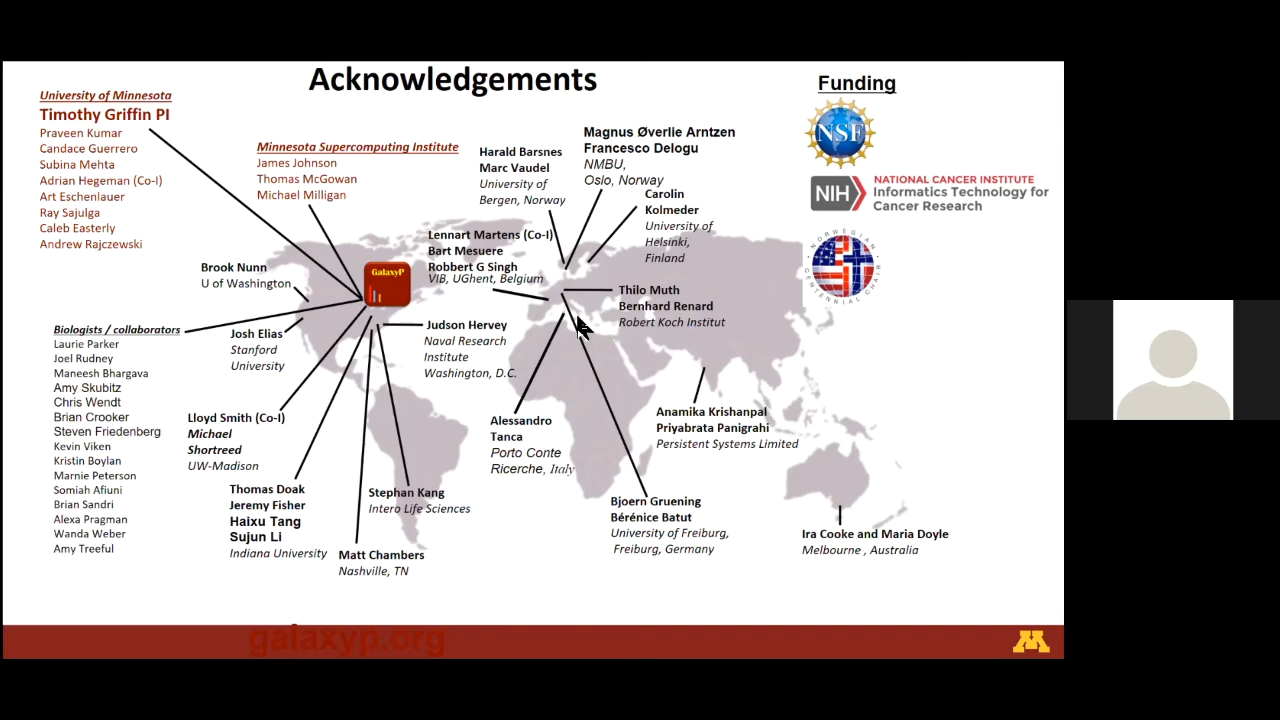 Acknowledgements
Funding
University of Minnesota
Timothy Griffin PI
Praveen Kumar
Candace Guerrero
Subina Mehta
Adrian Hegeman (Co-I)
Art Eschenlauer
Ray Sajulga
Caleb Easterly
Andrew Rajczewski
Minnesota Supercomputing Institute
James Johnson
Thomas McGowan
Michael Milligan
Harald Barsnes
Marc Vaudel
University of
Bergen, Norway
Magnus Øverlie Arntzen
Francesco Delogu
NMBU,
Oslo, Norway
Carolin
Kolmeder
University of
Helsinki,
Finland
NSF
NIH
NATIONAL CANCER INSTITUTE
Informatics Technology for
Cancer Research
NORWEGIAN
CENTENNIAL CHAIR
Lennart Martens (Co-I)
Bart Mesuere
Robbert G Singh
VIB, UGhent, Belgium
GalaxyP
Brook Nunn
U of Washington
Thilo Muth
Bernhard Renard
Robert Koch Institut
Josh Elias
Stanford
University
Judson Hervey
Naval Research
Institute
Washington, D.C.
Biologists / collaborators
Laurie Parker
Joel Rudney
Maneesh Bhargava
Amy Skubitz
Chris Wendt
Brian Crooker
Steven Friedenberg
Kevin Viken
Kristin Boylan
Marnie Peterson
Somiah Afiuni
Brian Sandri
Alexa Pragman
Wanda Weber
Amy Treeful
Lloyd Smith (Co-I)
Michael
Shortreed
UW-Madison
Alessandro
Tanca
Porto Conte
Ricerche, Italy
Anamika Krishanpal
Priyabrata Panigrahi
Persistent Systems Limited
Thomas Doak
Jeremy Fisher
Haixu Tang
Sujun Li
Indiana University
Stephan Kang
Intero Life Sciences
Matt Chambers
Nashville, TN
Bjoern Gruening
Bérénice Batut
University of Freiburg,
Freiburg, Germany
Ira Cooke and Maria Doyle
Melbourne , Australia
galaxyp.org
M